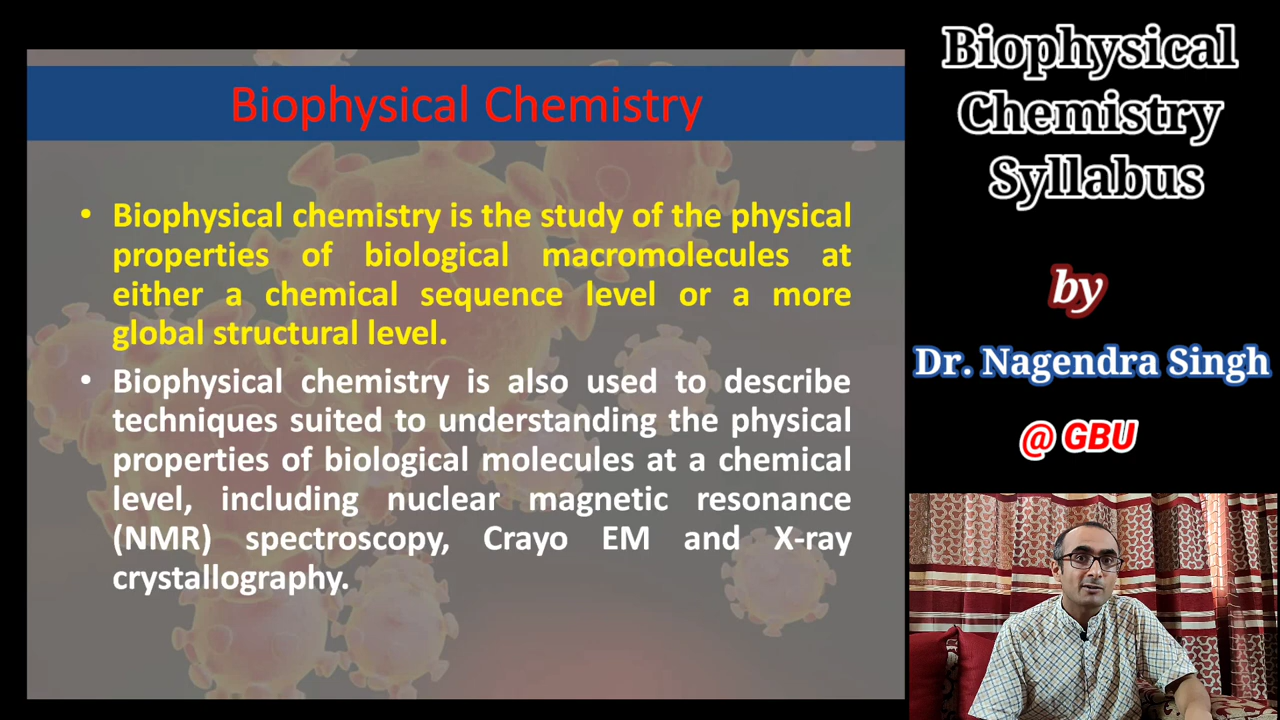 Biophysical Chemistry
• Biophysical chemistry is the study of the physical
properties of biological macromolecules at
either a chemical sequence level or a more
global structural level.
• Biophysical chemistry is also used to describe
techniques suited to understanding the physical
properties of biological molecules at a chemical
level, including nuclear magnetic resonance
(NMR) spectroscopy, Crayo EM and X-ray
crystallography.
Biophysical
Chemistry
Syllabus
by
Dr. Nagendra Singh
@ GBU